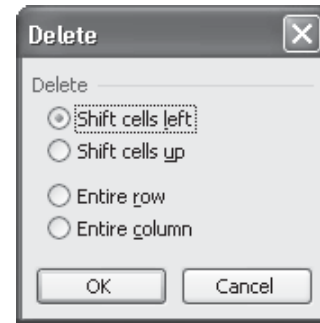 Delete
Delete
Shift cells left
Shift cells up
Entire row
Entire column
OK Cancel